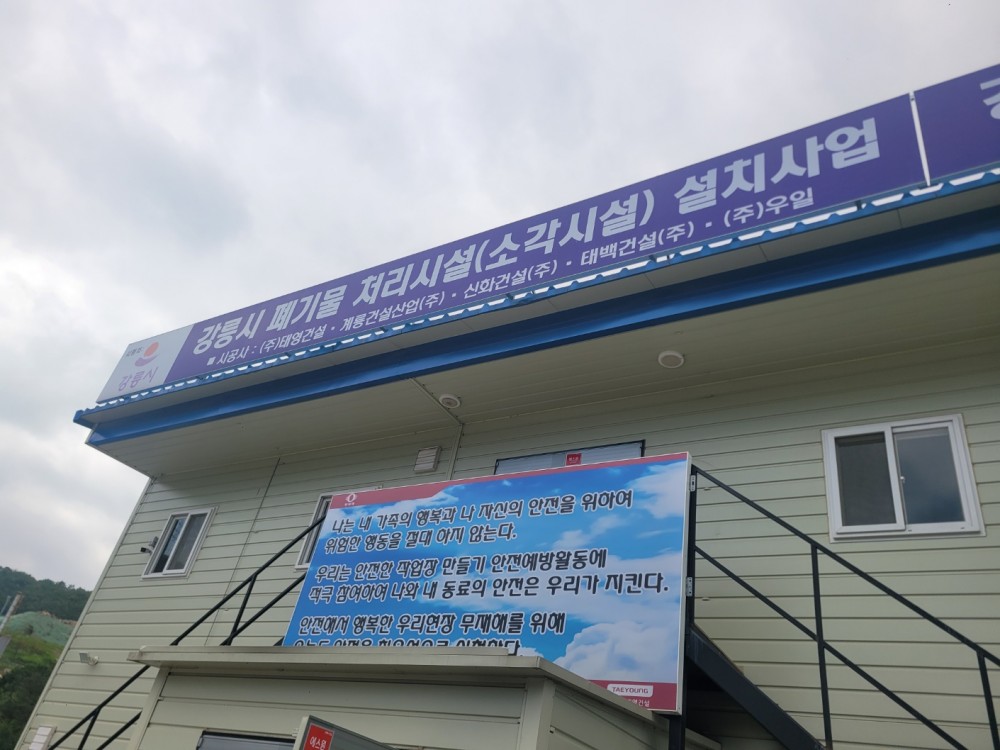 강릉시 폐기물 처리시설(소각시설) 설치사업
■ 시공사 : (주)태영건설 · 계룡건설산업(주) · 신화건설(주) · 태백건설(주) · (주)우일
강릉시
나는 내 가족의 행복과 나 자신의 안전을 위하여
위험한 행동을 절대 하지 않는다.
우리는 안전한 작업장 만들기 안전예방활동에
적극 참여하여 나와 내 동료의 안전은 우리가 지킨다.
안전해서 행복한 우리현장 무재해를 위해
TAEYOUNG
태영건설